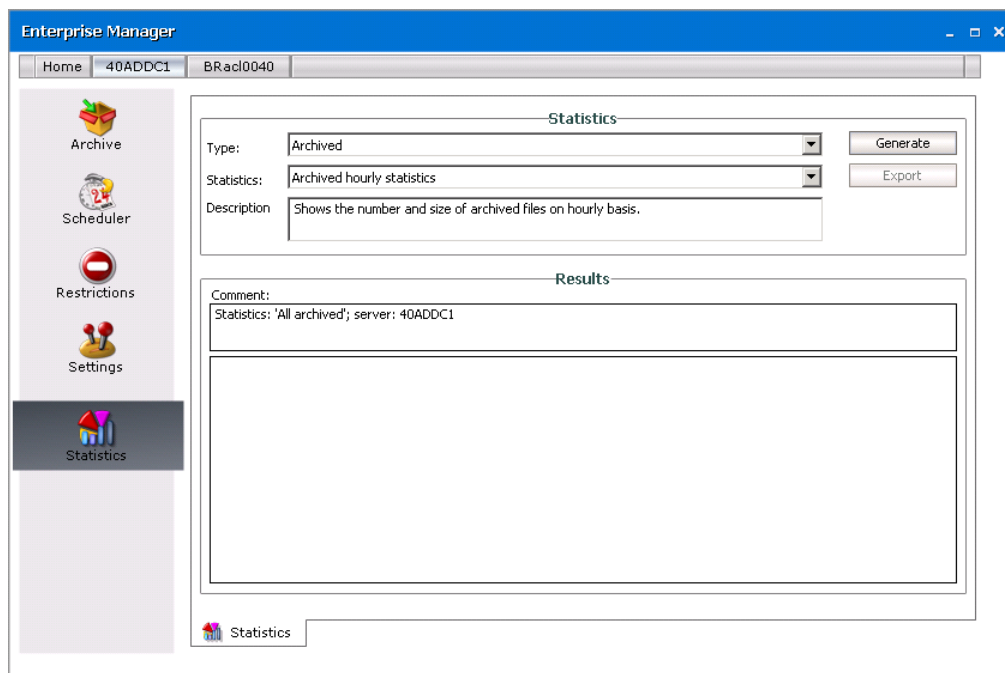 Enterprise Manager
Home 40ADDC1 BRacl0040
Archive
Scheduler
24
Restrictions
Settings
Statistics
Statistics
Type: Archived Generate
Statistics: Archived hourly statistics Export
Description Shows the number and size of archived files on hourly basis.
Results
Comment:
Statistics: 'All archived'; server: 40ADDC1
Statistics